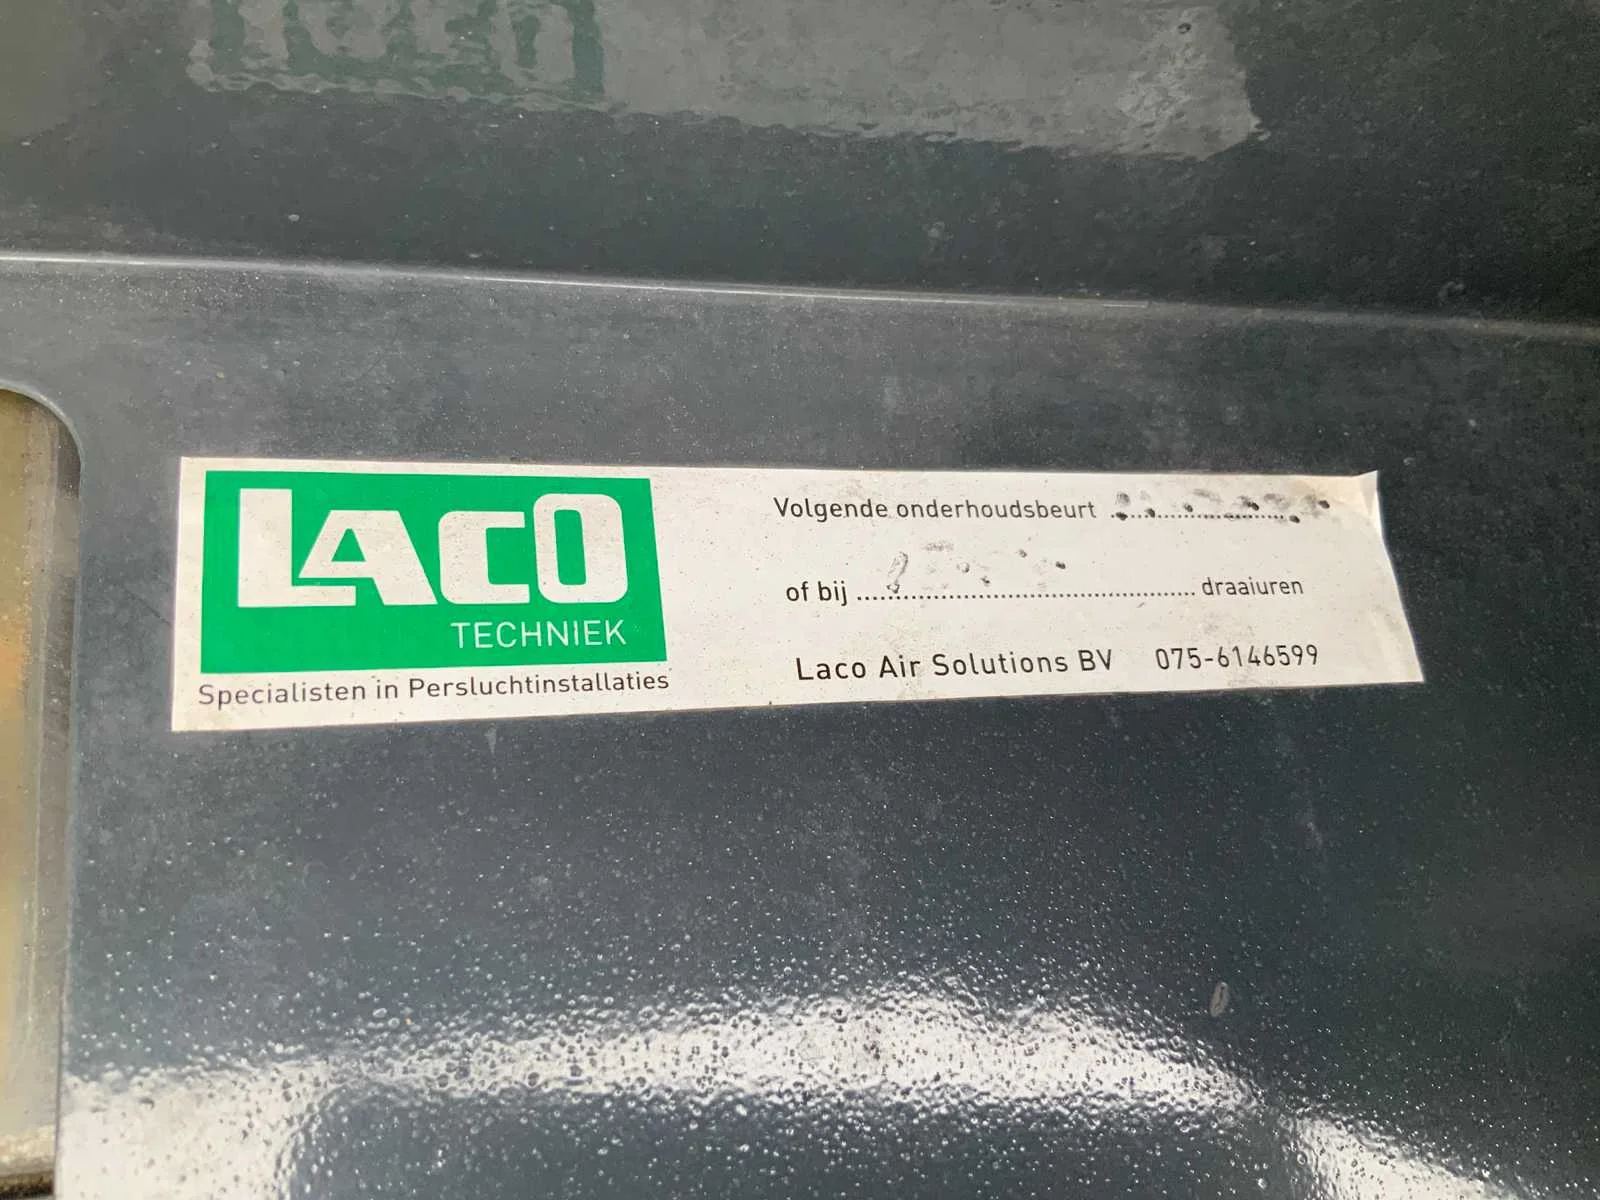 LACO
TECHNIEK
Specialisten in Persluchtinstallaties
Volgende onderhoudsbeurt ........................
of bij ................................................ draaiuren
Laco Air Solutions BV 075-6146599